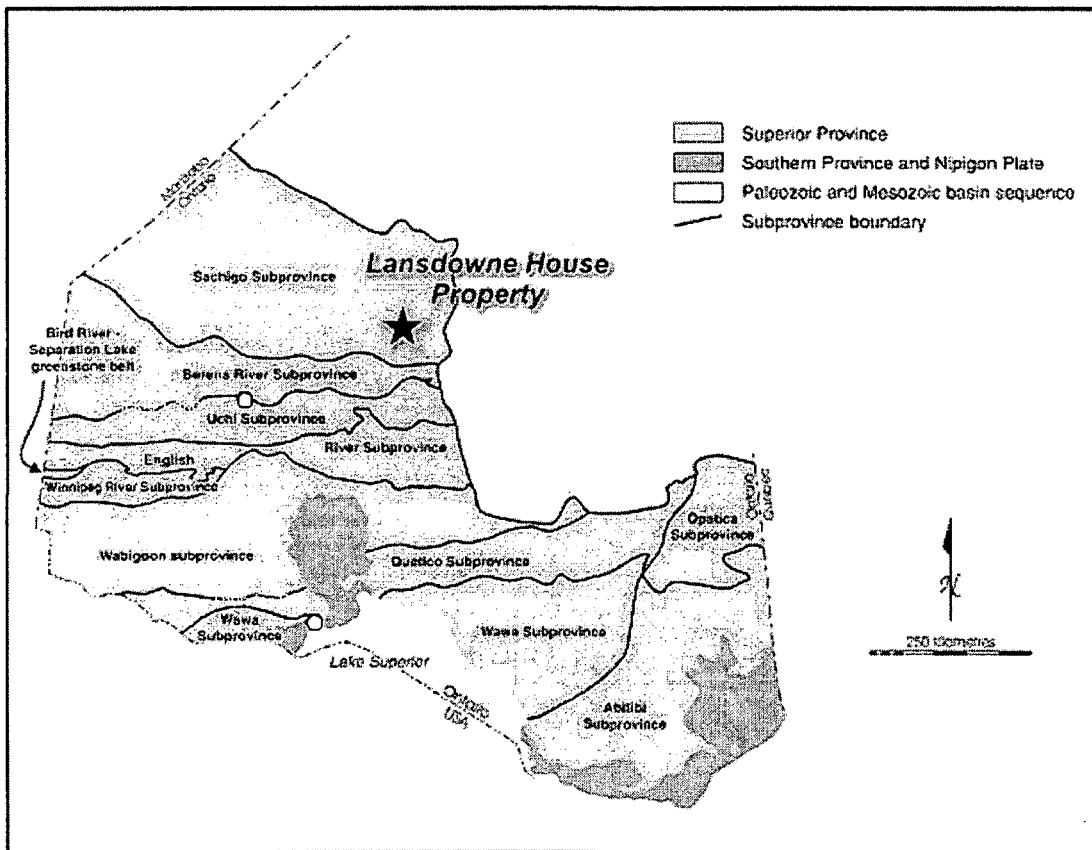 Manitoba
Ontario
Superior Province
Southern Province and Nipigon Plate
Paleozoic and Mesozoic basin sequence
Subprovince boundary
Sachigo Subprovince
Lansdowne House
Property
Bird River -
Separation Lake
greenstone belt
Berens River Subprovince
Uchi Subprovince
English
River Subprovince
Winnipeg River Subprovince
Wabigoon subprovince
Quetico Subprovince
Opatica
Subprovince
Ontario
Quebec
Wawa
Subprovince
Wawa Subprovince
Lake Superior
Ontario
USA
Abitibi
Subprovince
N
250 kilometres